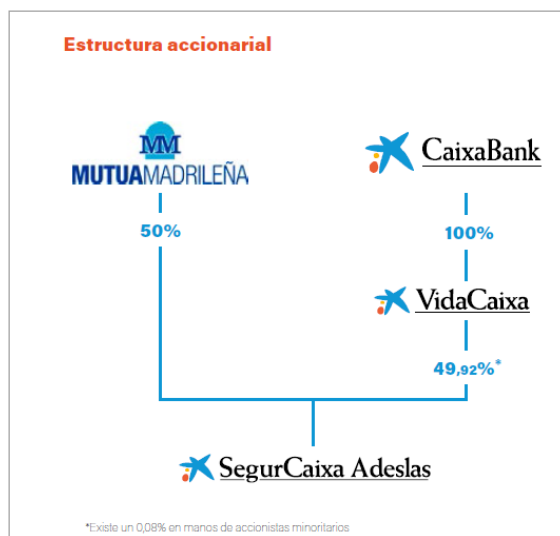 Estructura accionarial
MM
MUTUAMADRILEÑA
CaixaBank
50%
100%
VidaCaixa
49,92%*
SegurCaixa Adeslas
*Existe un 0,08% en manos de accionistas minoritarios